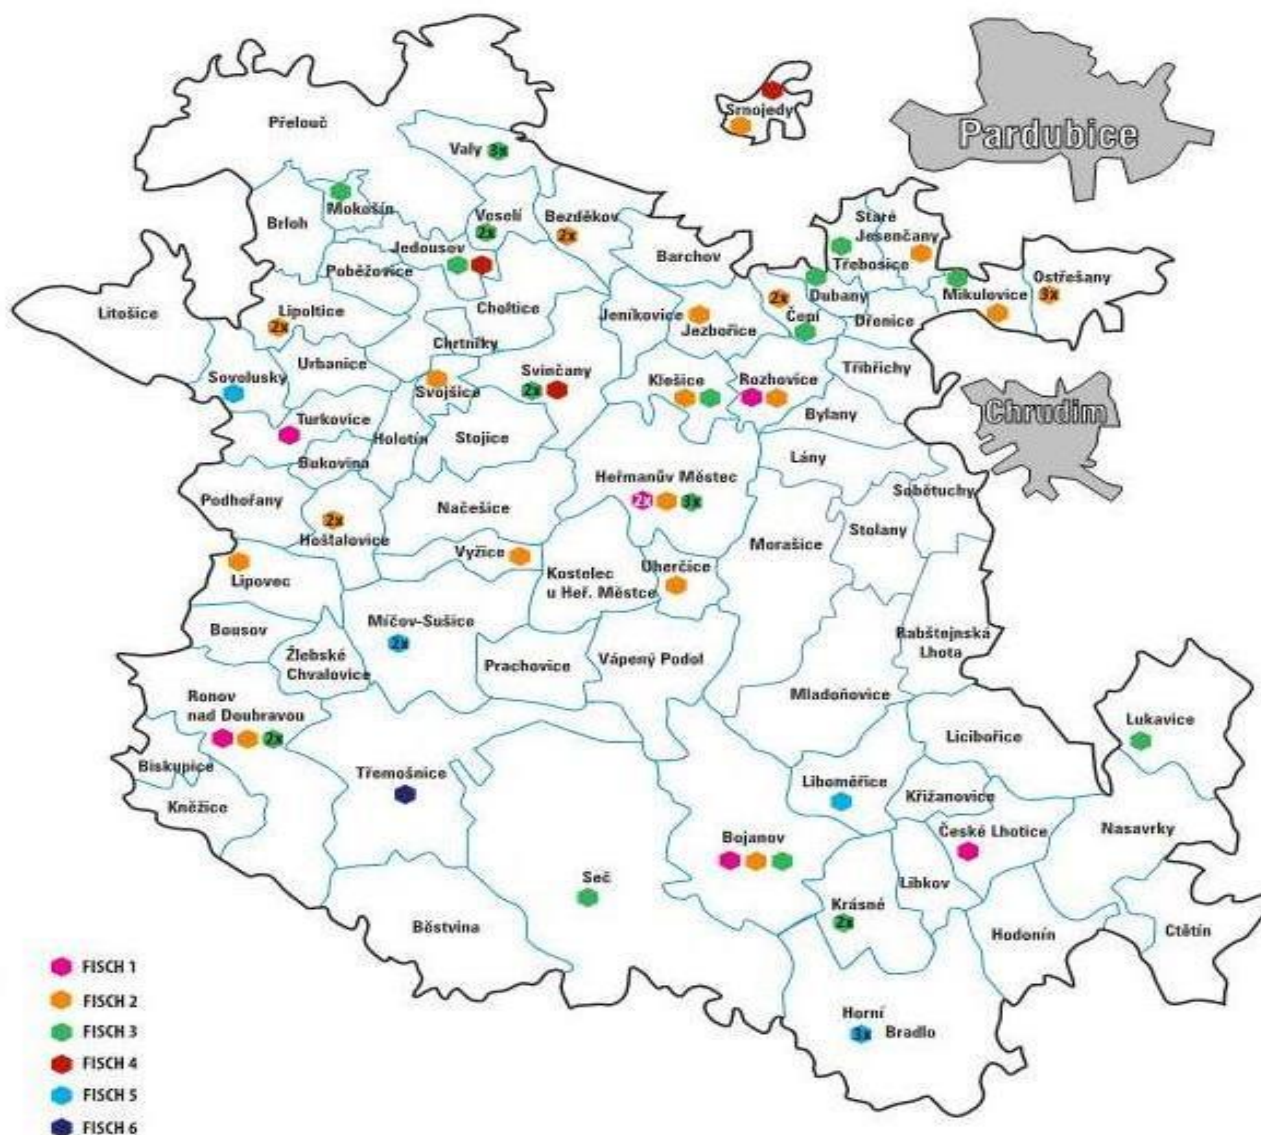 Přelouč
Srnojedy
Pardubice
Valy 3x
Mokošín
Brloh
Veselí
2x
Bezděkov
2x
Staré
Jesenčany
Jedousov
Barchov
Třebosice
Poběžovice
Litošice
Lipoltice
2x
Choltice
Jeníkovice
Jezbořice
2x
Dubany
Čepí
Mikulovice
Ostřešany
3x
Dřenice
Chrtníky
Urbanice
Sovolusky
Svojšice
Svinčany
2x
Klešice
Rozhovice
Třibřichy
Bylany
Chrudim
Turkovice
Holotín
Stojice
Bukovina
Lány
Podhořany
Heřmanův Městec
2x 3x
Sobětuchy
Načešice
2x
Hošťalovice
Stolany
Morašice
Vyžice
Lipovec
Kostelec
u Heř. Městce
Úherčice
Bousov
Míčov-Sušice
2x
Žlebské
Chvalovice
Prachovice
Vápený Podol
Rabštejnská
Lhota
Ronov
nad Doubravou
2x
Mladoňovice
Lukavice
Licibořice
Biskupice
Třemošnice
Kněžice
Liboměřice
Křižanovice
Bojanov
České Lhotice
Nasavrky
Seč
Libkov
Krásné
2x
Běstvina
Hodonín
Ctětín
Horní
3x Bradlo
FISCH 1
FISCH 2
FISCH 3
FISCH 4
FISCH 5
FISCH 6